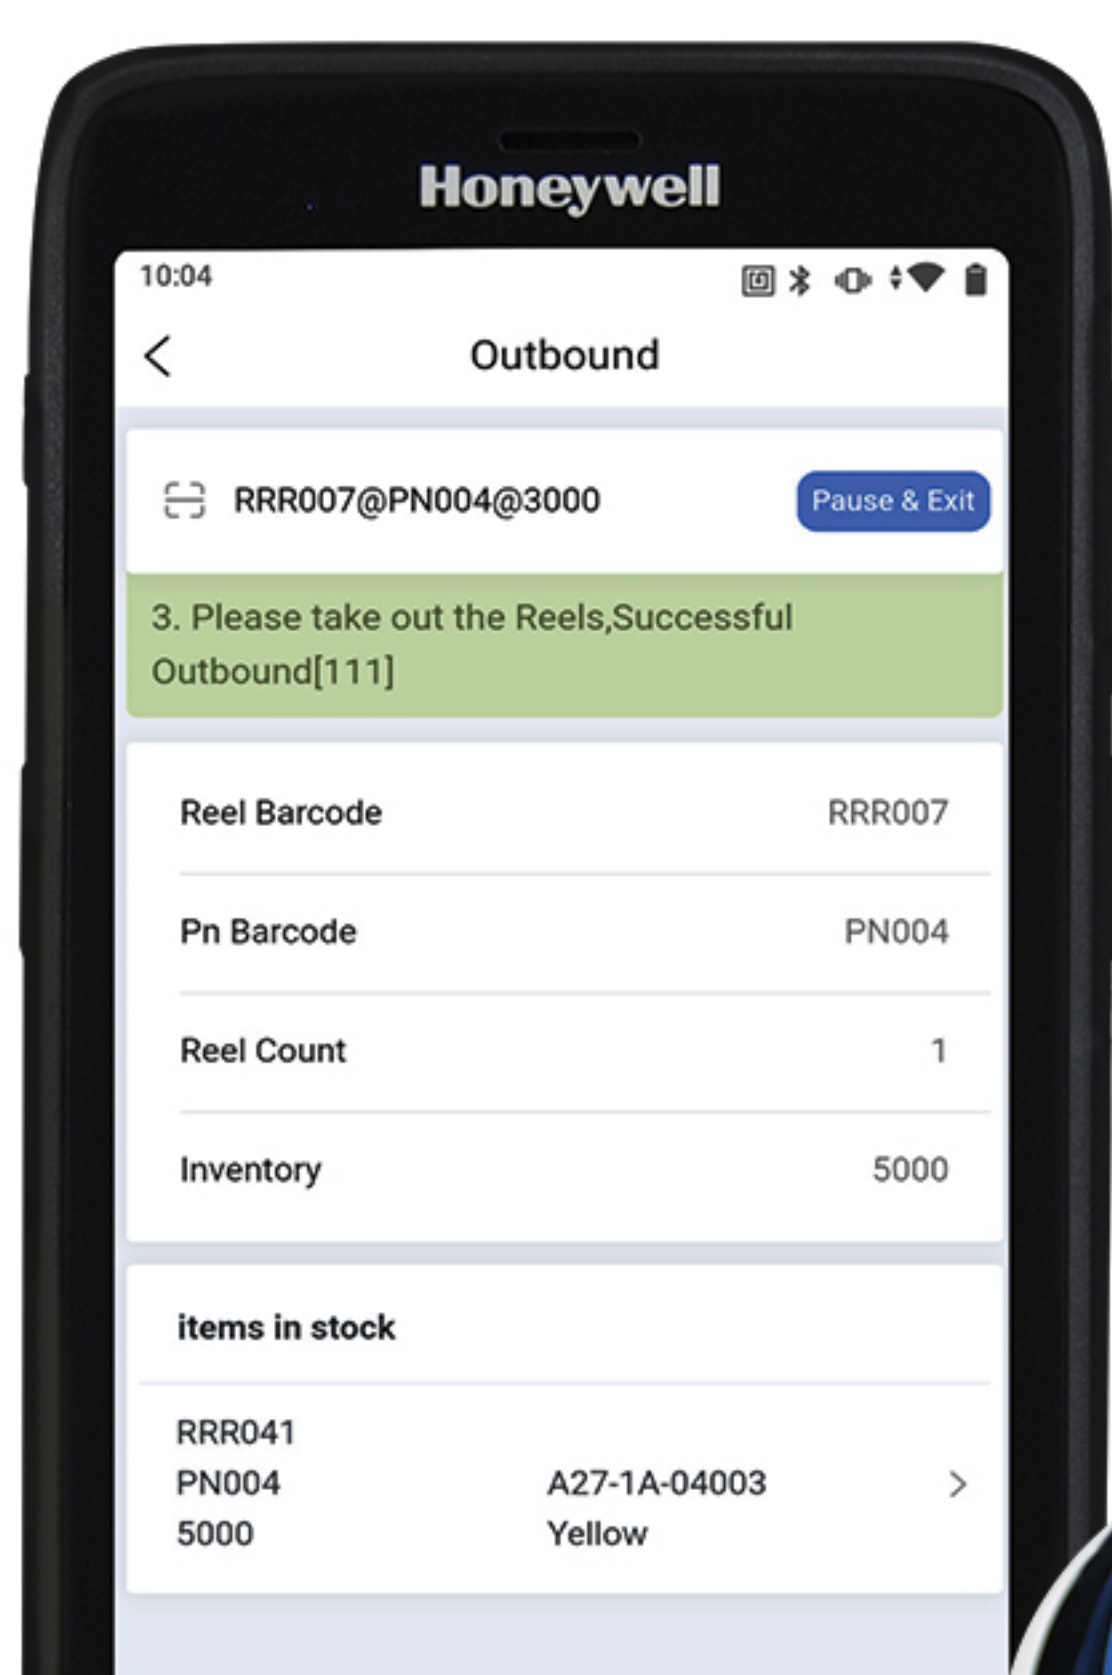 Honeywell
10:04
Outbound
RRR007@PN004@3000
Pause & Exit
3. Please take out the Reels,Successful
Outbound[111]
Reel Barcode RRR007
Pn Barcode PN004
Reel Count 1
Inventory 5000
items in stock
RRR041
PN004 A27-1A-04003
5000 Yellow